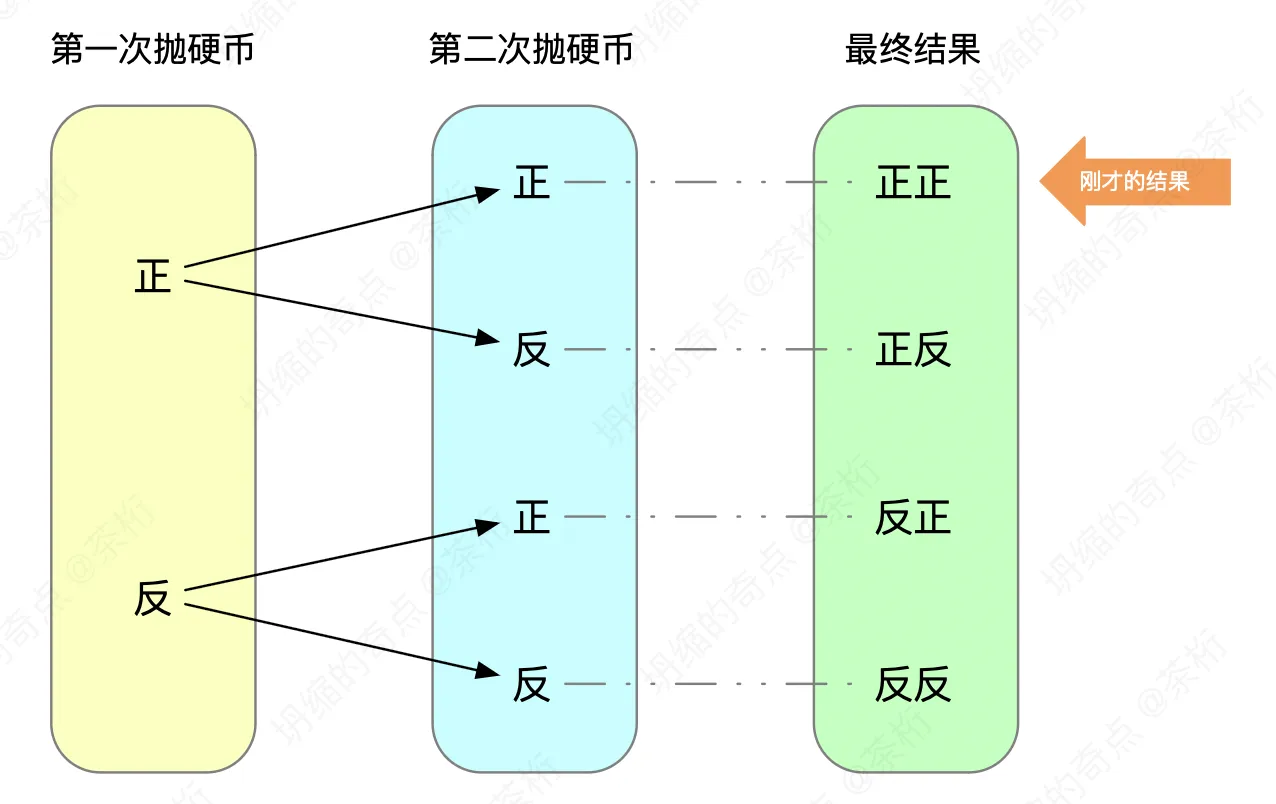 第一次抛硬币 第二次抛硬币 最终结果
正 正正
刚才的结果
正
反 正反
正 反正
反
反 反反
坍缩的奇点 @茶桁